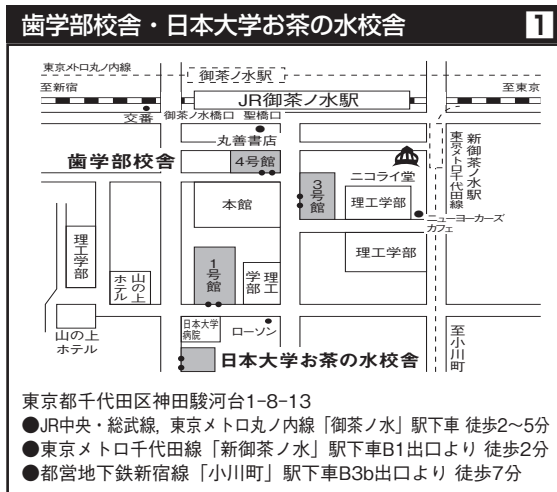 歯学部校舎・日本大学お茶の水校舎 1
東京メトロ丸ノ内線
御茶ノ水駅
至新宿
至東京
JR御茶ノ水駅
交番
御茶ノ水橋口 聖橋口
丸善書店
歯学部校舎
4号館
ニコライ堂
東京メトロ千代田線
新御茶ノ水駅
本館
3号館
理工学部
ニューヨーカーズ
カフェ
理工学部
山の上
ホテル
1号館
理工
学部
理工学部
山の上
ホテル
日本大学
病院
ローソン
至小川町
日本大学お茶の水校舎
東京都千代田区神田駿河台1-8-13
●JR中央・総武線，東京メトロ丸ノ内線「御茶ノ水」駅下車 徒歩2～5分
●東京メトロ千代田線「新御茶ノ水」駅下車B1出口より 徒歩2分
●都営地下鉄新宿線「小川町」駅下車B3b出口より 徒歩7分